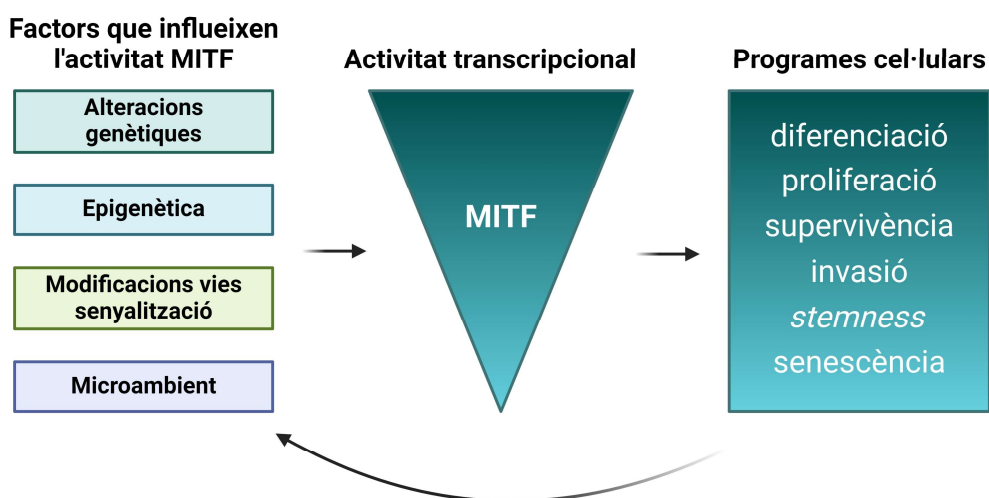 Factors que influeixen
l'activitat MITF
Alteracions
genètiques
Epigenètica
Modificacions vies
senyalització
Microambient
Activitat transcripcional
MITF
Programes cel·lulars
diferenciació
proliferació
supervivència
invasió
stemness
senescència